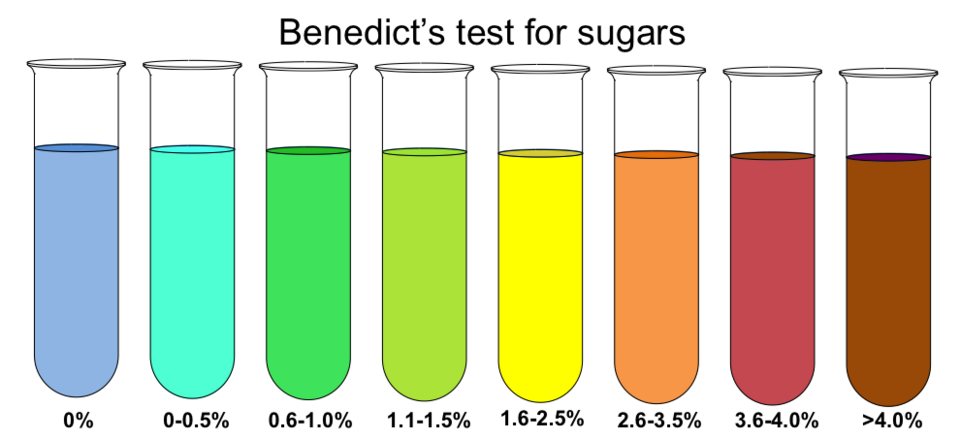 Benedict’s test for sugars
0% 0-0.5% 0.6-1.0% 1.1-1.5% 1.6-2.5% 2.6-3.5% 3.6-4.0% >4.0%